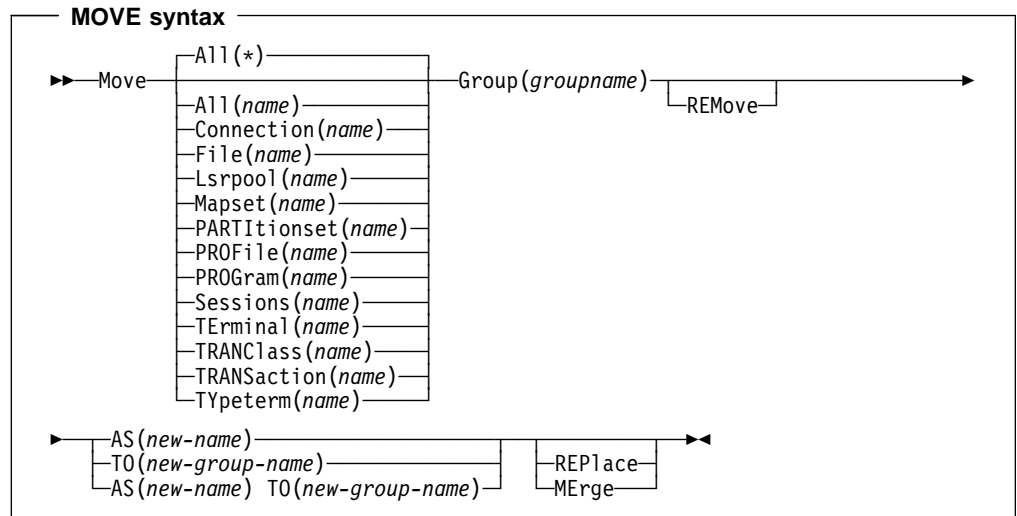 MOVE syntax
All(*)
Move Group(groupname)
All(name) REMove
Connection(name)
File(name)
Lsrpool(name)
Mapset(name)
PARTItionset(name)
PROFile(name)
PROGram(name)
Sessions(name)
TErminal(name)
TRANClass(name)
TRANSaction(name)
TYpeterm(name)
AS(new-name)
TO(new-group-name) REPlace
AS(new-name) TO(new-group-name) MErge